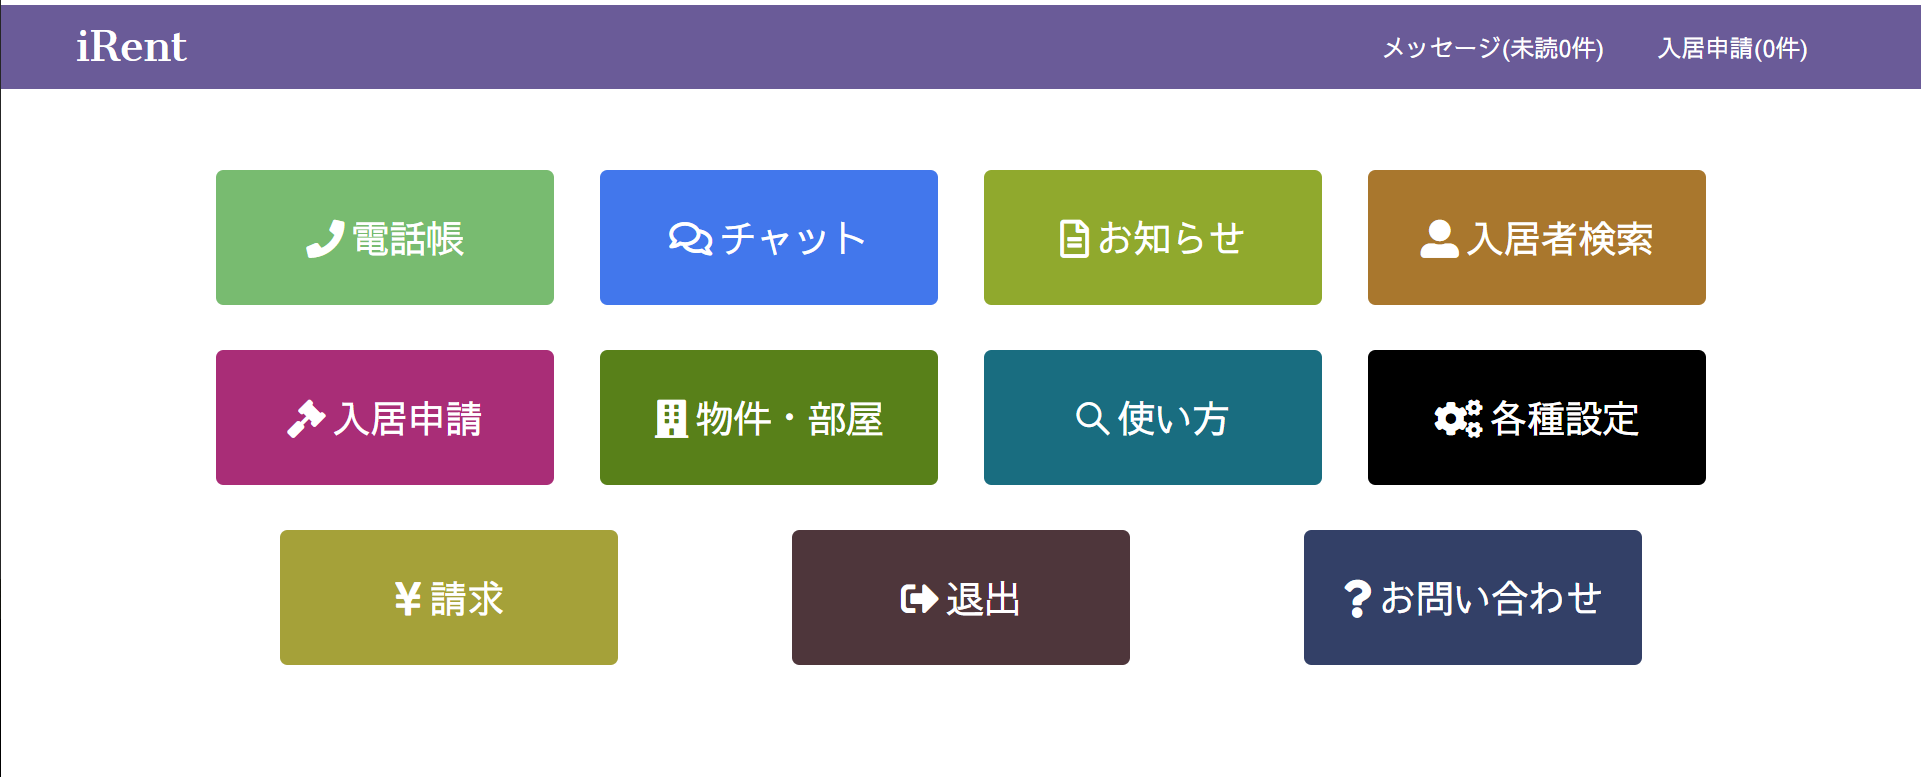 iRent
メッセージ(未読0件) 入居申請(0件)
電話帳
チャット
お知らせ
入居者検索
入居申請
物件・部屋
使い方
各種設定
¥ 請求
退出
? お問い合わせ